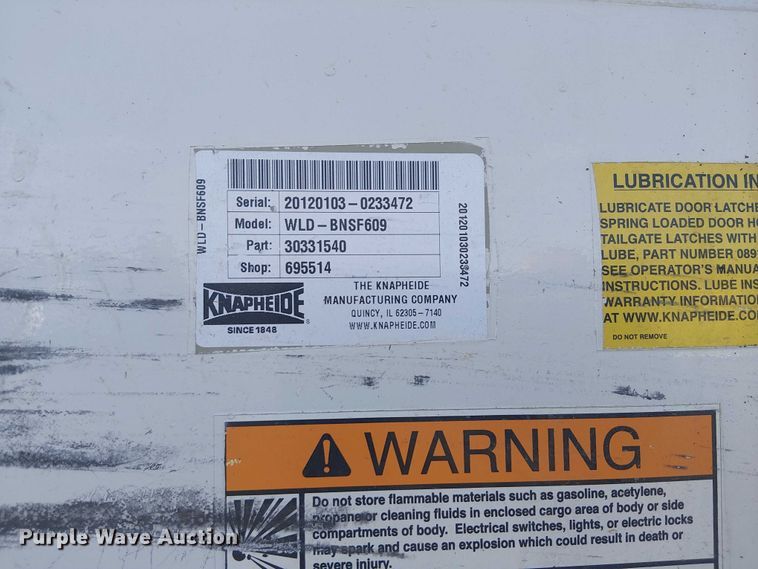 WLD-BNSF609
Serial: 20120103-0233472
Model: WLD-BNSF609
Part: 30331540
Shop: 695514
201201030233472
KNAPHEIDE
SINCE 1848
THE KNAPHEIDE
MANUFACTURING COMPANY
QUINCY, IL 62305-7140
WWW.KNAPHEIDE.COM
LUBRICATION IN
LUBRICATE DOOR LATCHE
SPRING LOADED DOOR HO
TAILGATE LATCHES WITH
LUBE, PART NUMBER 089
SEE OPERATOR'S MANUA
INSTRUCTIONS. LUBE INS
WARRANTY INFORMATIO
AT WWW.KNAPHEIDE.CO
DO NOT REMOVE
WARNING
Do not store flammable materials such as gasoline, acetylene,
propane or cleaning fluids in enclosed cargo area of body or side
compartments of body. Electrical switches, lights, or electric locks
may spark and cause an explosion which could result in death or
severe injury.
Purple Wave Auction